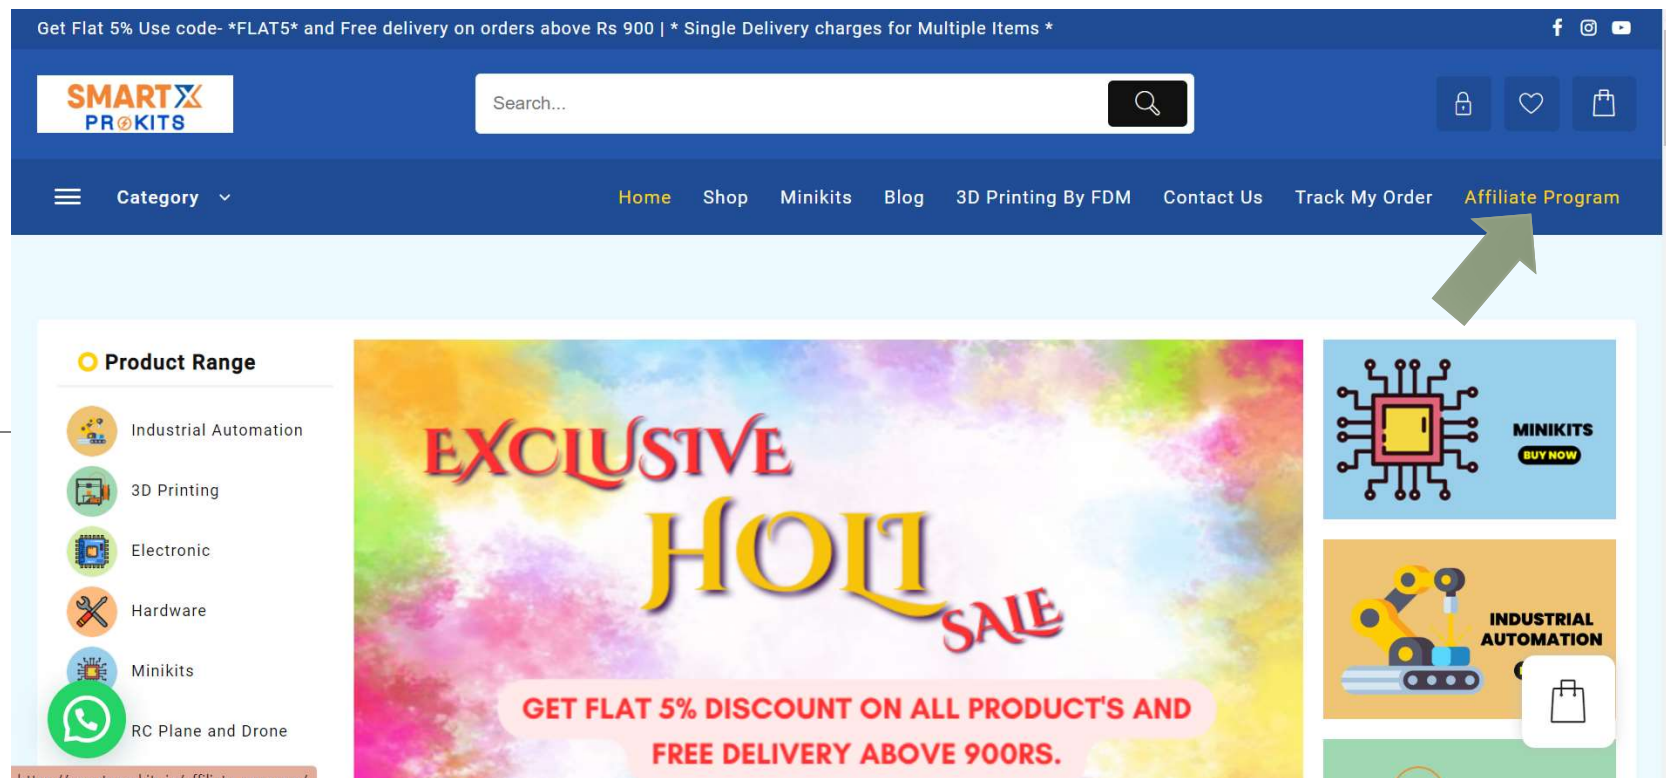 Get Flat 5% Use code- *FLAT5* and Free delivery on orders above Rs 900 | * Single Delivery charges for Multiple Items *
SMARTX
PROKITS
Search...
Category
Home Shop Minikits Blog 3D Printing By FDM Contact Us Track My Order Affiliate Program
Product Range
Industrial Automation
3D Printing
Electronic
Hardware
Minikits
RC Plane and Drone
EXCLUSIVE
HOLI
SALE
GET FLAT 5% DISCOUNT ON ALL PRODUCT'S AND
FREE DELIVERY ABOVE 900RS.
MINIKITS
BUY NOW
INDUSTRIAL
AUTOMATION